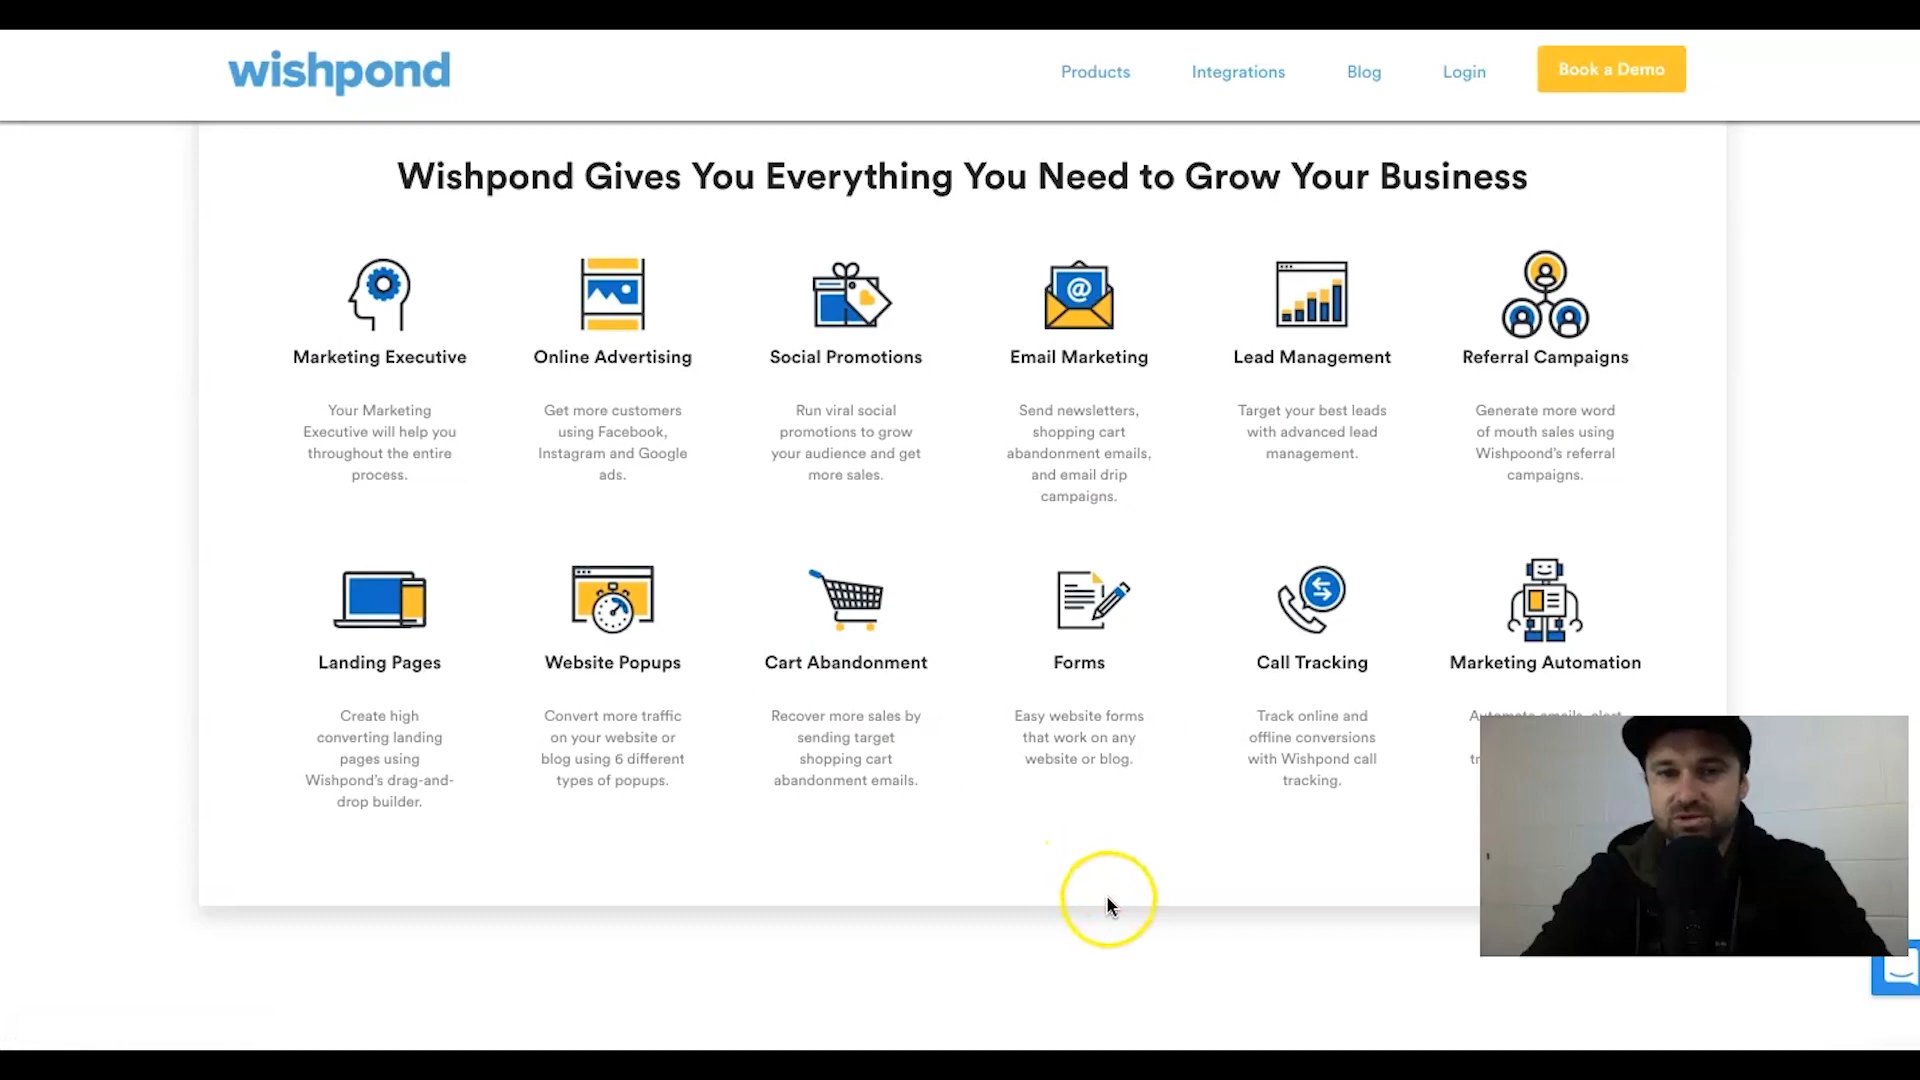 wishpond
Products
Integrations
Blog
Login
Book a Demo
Wishpond Gives You Everything You Need to Grow Your Business
Marketing Executive
Your Marketing
Executive will help you
throughout the entire
process.
Online Advertising
Get more customers
using Facebook,
Instagram and Google
ads.
Social Promotions
Run viral social
promotions to grow
your audience and get
more sales.
Email Marketing
@
Send newsletters,
shopping cart
abandonment emails,
and email drip
campaigns.
Lead Management
Target your best leads
with advanced lead
management.
Referral Campaigns
Generate more word
of mouth sales using
Wishpoond's referral
campaigns.
Landing Pages
Create high
converting landing
pages using
Wishpond's drag-and-
drop builder.
Website Popups
Convert more traffic
on your website or
blog using 6 different
types of popups.
Cart Abandonment
Recover more sales by
sending target
shopping cart
abandonment emails.
Forms
Easy website forms
that work on any
website or blog.
Call Tracking
Track online and
offline conversions
with Wishpond call
tracking.
Marketing Automation